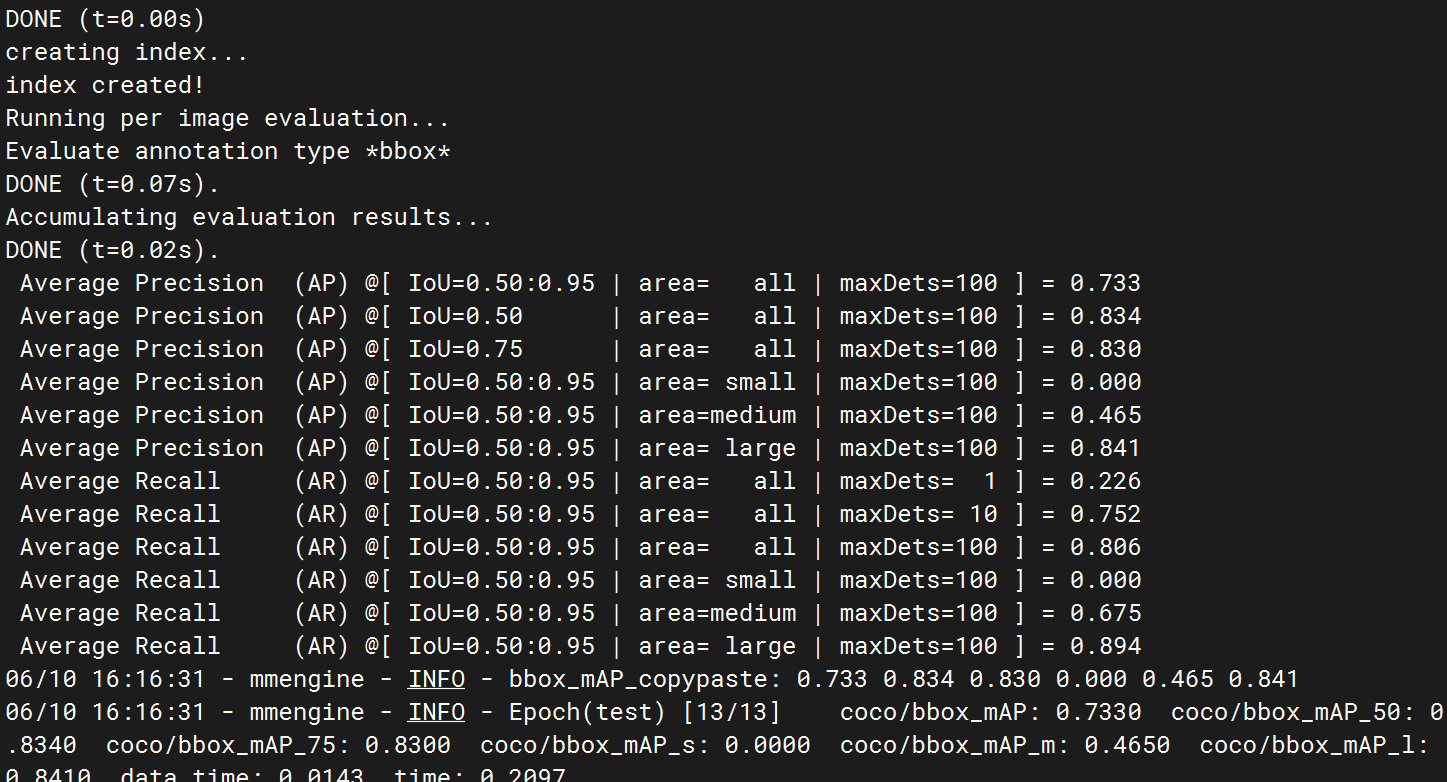 DONE (t=0.00s)
creating index...
index created!
Running per image evaluation...
Evaluate annotation type *bbox*
DONE (t=0.07s).
Accumulating evaluation results...
DONE (t=0.02s).
 Average Precision  (AP) @[ IoU=0.50:0.95 | area=   all | maxDets=100 ] = 0.733
 Average Precision  (AP) @[ IoU=0.50      | area=   all | maxDets=100 ] = 0.834
 Average Precision  (AP) @[ IoU=0.75      | area=   all | maxDets=100 ] = 0.830
 Average Precision  (AP) @[ IoU=0.50:0.95 | area= small | maxDets=100 ] = 0.000
 Average Precision  (AP) @[ IoU=0.50:0.95 | area=medium | maxDets=100 ] = 0.465
 Average Precision  (AP) @[ IoU=0.50:0.95 | area= large | maxDets=100 ] = 0.841
 Average Recall     (AR) @[ IoU=0.50:0.95 | area=   all | maxDets=  1 ] = 0.226
 Average Recall     (AR) @[ IoU=0.50:0.95 | area=   all | maxDets= 10 ] = 0.752
 Average Recall     (AR) @[ IoU=0.50:0.95 | area=   all | maxDets=100 ] = 0.806
 Average Recall     (AR) @[ IoU=0.50:0.95 | area= small | maxDets=100 ] = 0.000
 Average Recall     (AR) @[ IoU=0.50:0.95 | area=medium | maxDets=100 ] = 0.675
 Average Recall     (AR) @[ IoU=0.50:0.95 | area= large | maxDets=100 ] = 0.894
06/10 16:16:31 - mmengine - INFO - bbox_mAP_copypaste: 0.733 0.834 0.830 0.000 0.465 0.841
06/10 16:16:31 - mmengine - INFO - Epoch(test) [13/13]    coco/bbox_mAP: 0.7330  coco/bbox_mAP_50: 0
.8340  coco/bbox_mAP_75: 0.8300  coco/bbox_mAP_s: 0.0000  coco/bbox_mAP_m: 0.4650  coco/bbox_mAP_l:
0.8410  data_time: 0.0143  time: 0.2097